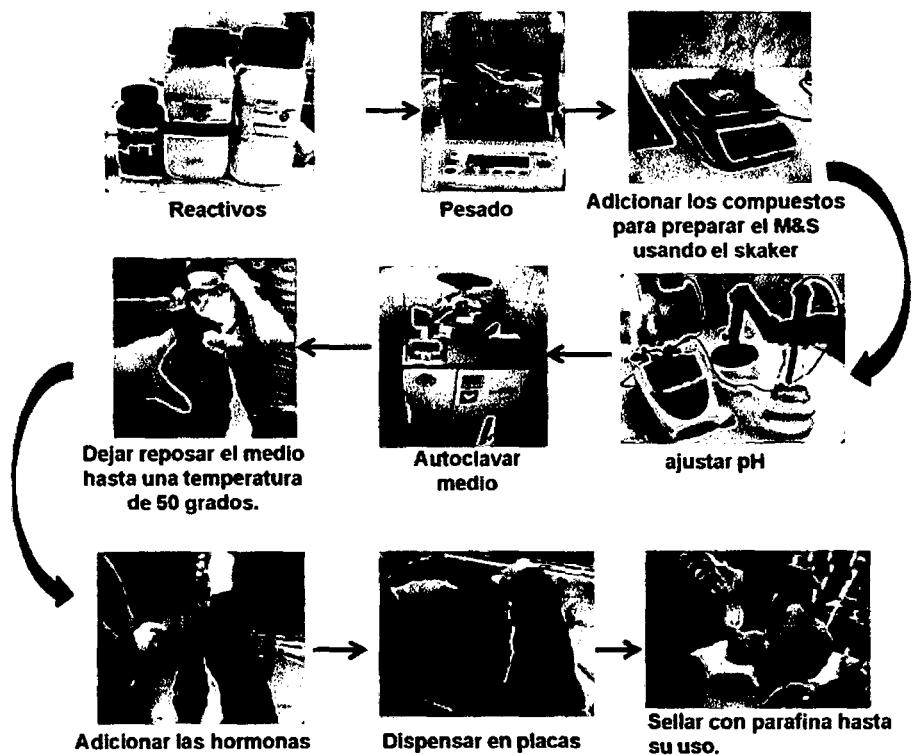 Reactivos
Pesado
Adicionar los compuestos
para preparar el M&S
usando el skaker
ajustar pH
Autoclavar
medio
Dejar reposar el medio
hasta una temperatura
de 50 grados.
Adicionar las hormonas
Dispensar en placas
Sellar con parafina hasta
su uso.